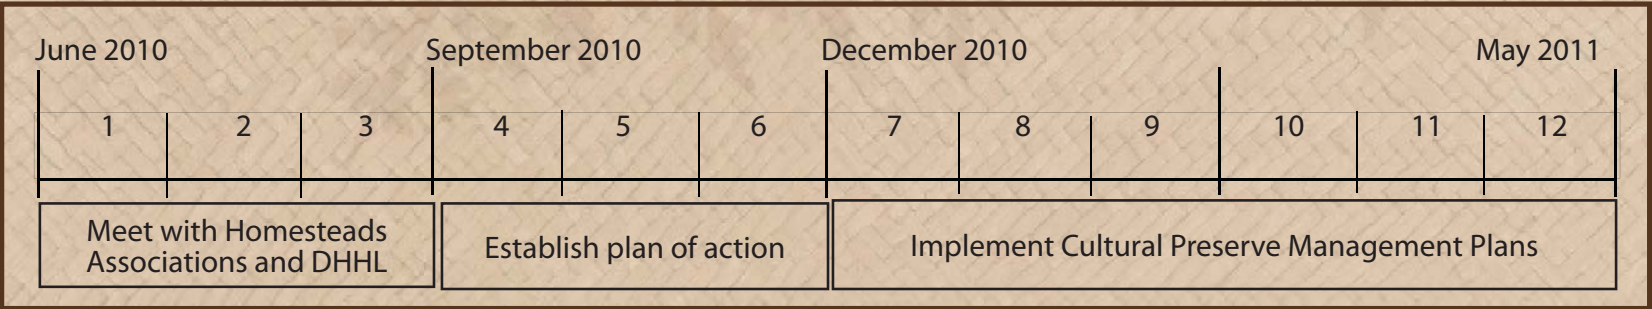 June 2010 September 2010 December 2010 May 2011
1 2 3 4 5 6 7 8 9 10 11 12
Meet with Homesteads
Associations and DHHL
Establish plan of action
Implement Cultural Preserve Management Plans